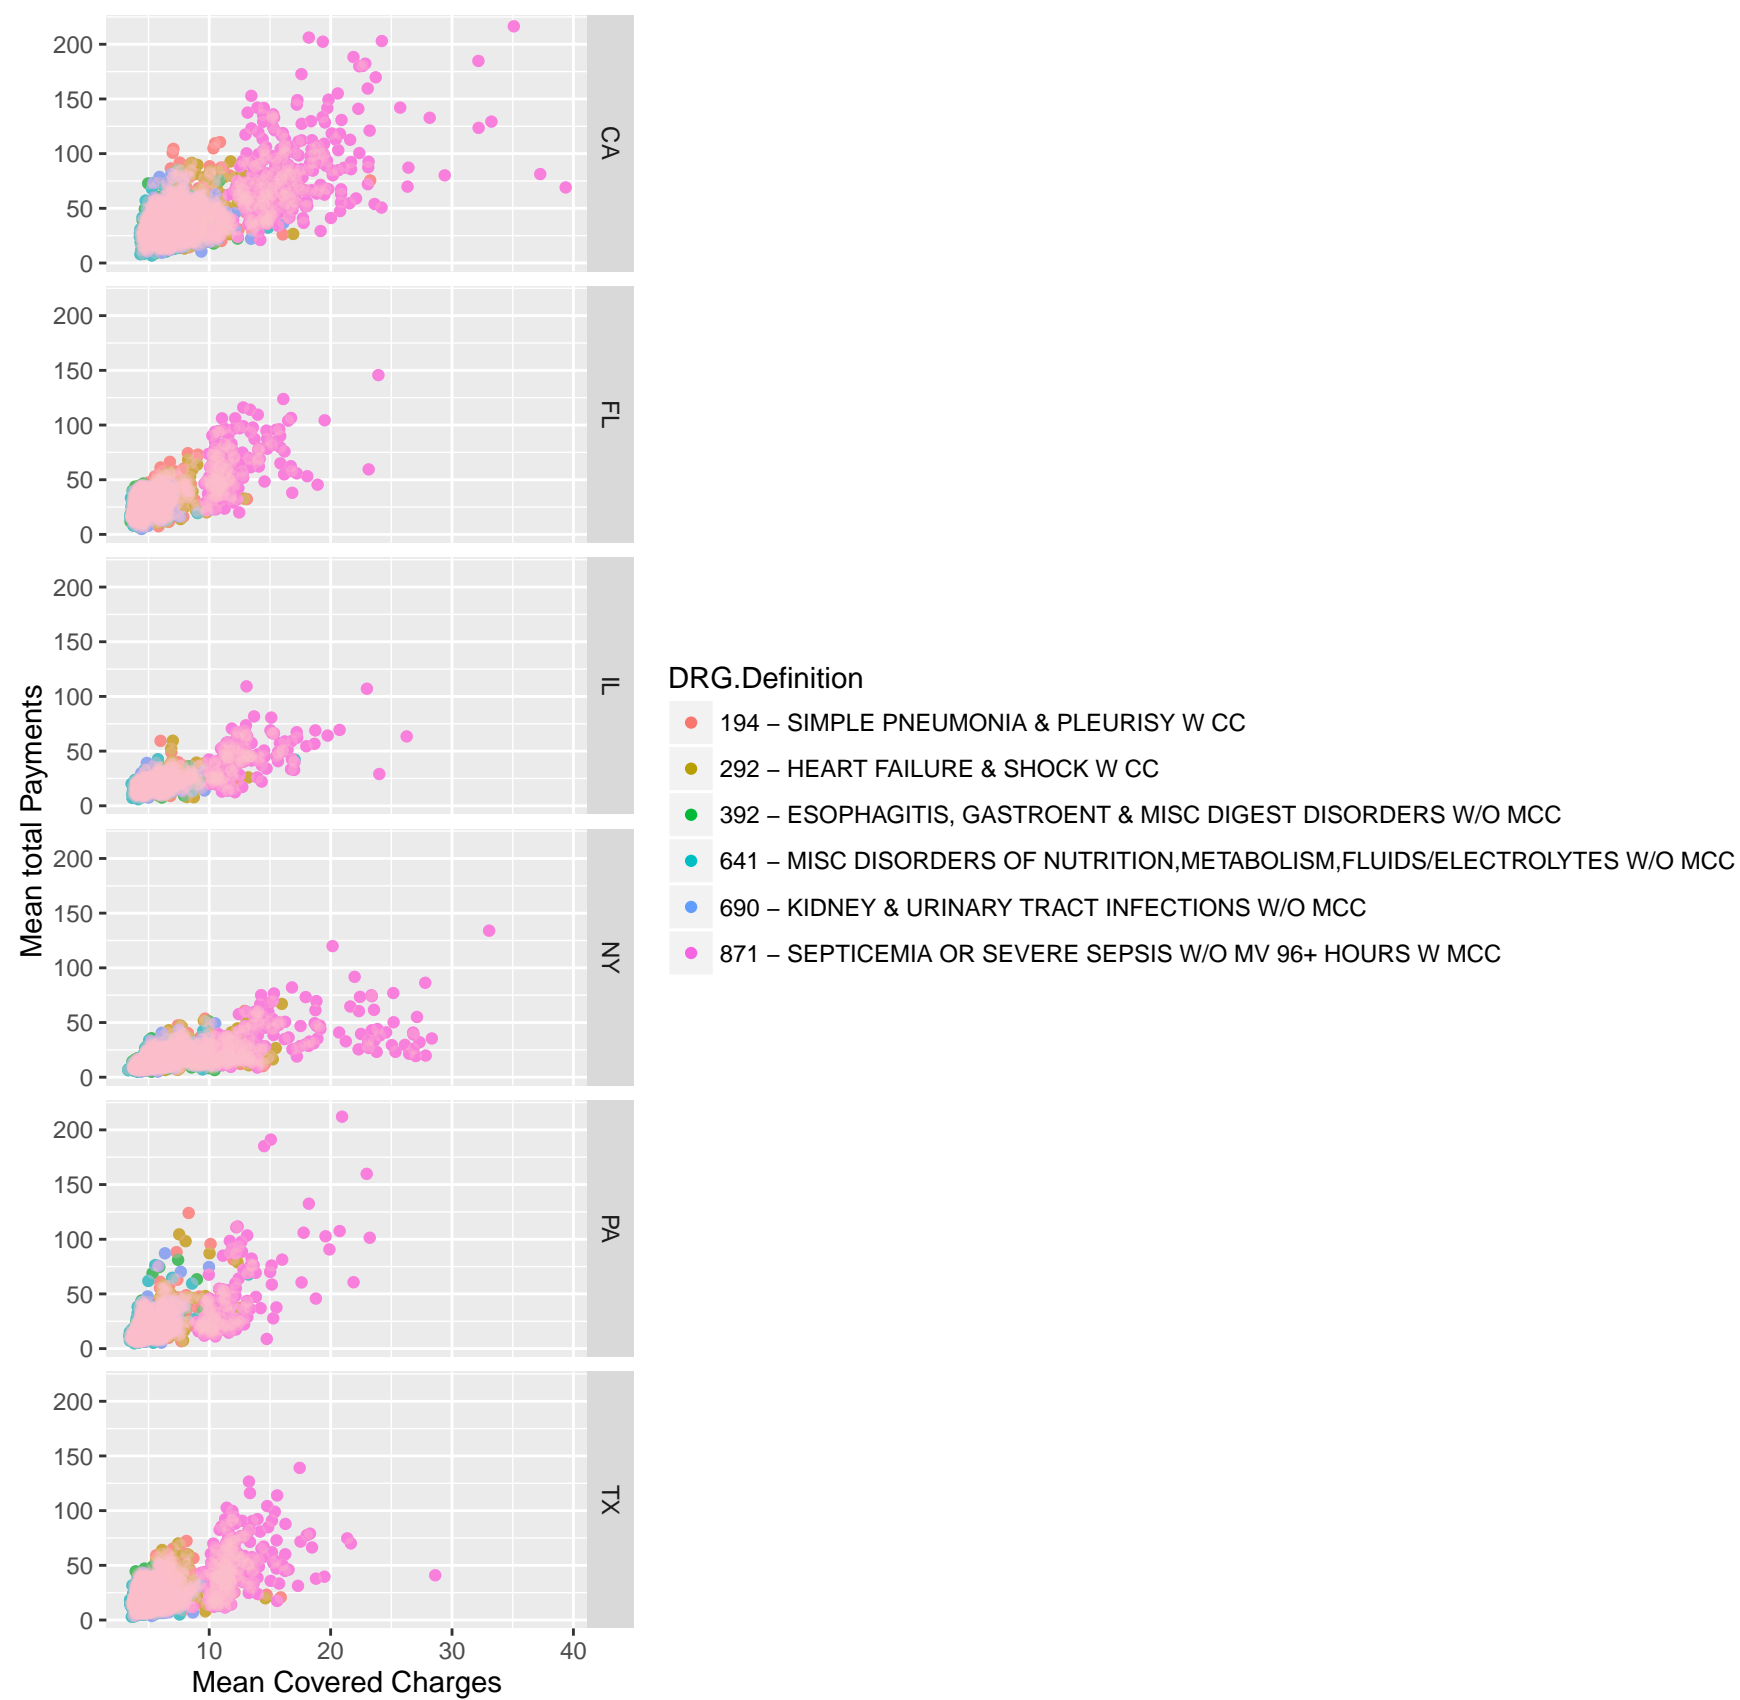 200
150
100
50
0
CA
200
150
100
50
0
FL
200
150
100
50
0
IL
200
150
100
50
0
NY
200
150
100
50
0
PA
200
150
100
50
0
TX
10 20 30 40
Mean Covered Charges
Mean total Payments
DRG.Definition
194 – SIMPLE PNEUMONIA & PLEURISY W CC
292 – HEART FAILURE & SHOCK W CC
392 – ESOPHAGITIS, GASTROENT & MISC DIGEST DISORDERS W/O MCC
641 – MISC DISORDERS OF NUTRITION,METABOLISM,FLUIDS/ELECTROLYTES W/O MCC
690 – KIDNEY & URINARY TRACT INFECTIONS W/O MCC
871 – SEPTICEMIA OR SEVERE SEPSIS W/O MV 96+ HOURS W MCC